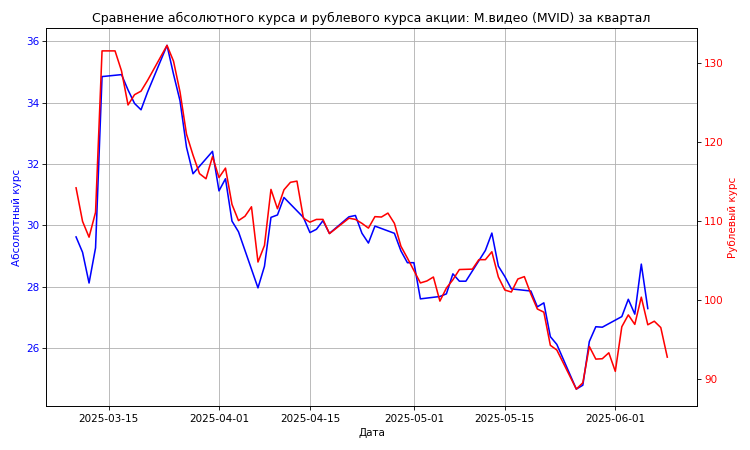 Сравнение абсолютного курса и рублевого курса акции: М.видео (MVID) за квартал
36
34
32
30
28
26
130
120
110
100
90
Абсолютный курс
Рублевый курс
2025-03-15 2025-04-01 2025-04-15 2025-05-01 2025-05-15 2025-06-01
Дата